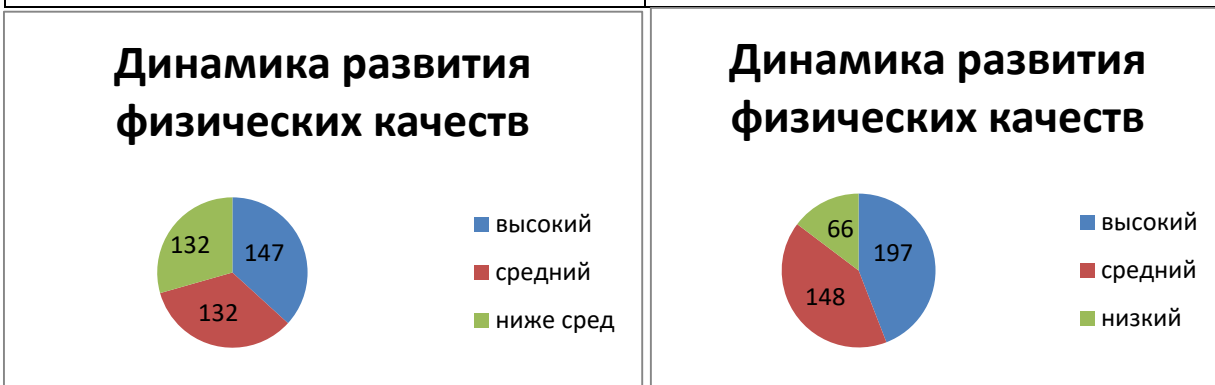 Динамика развития
физических качеств
132
147
132
высокий
средний
ниже сред
Динамика развития
физических качеств
66
197
148
высокий
средний
низкий